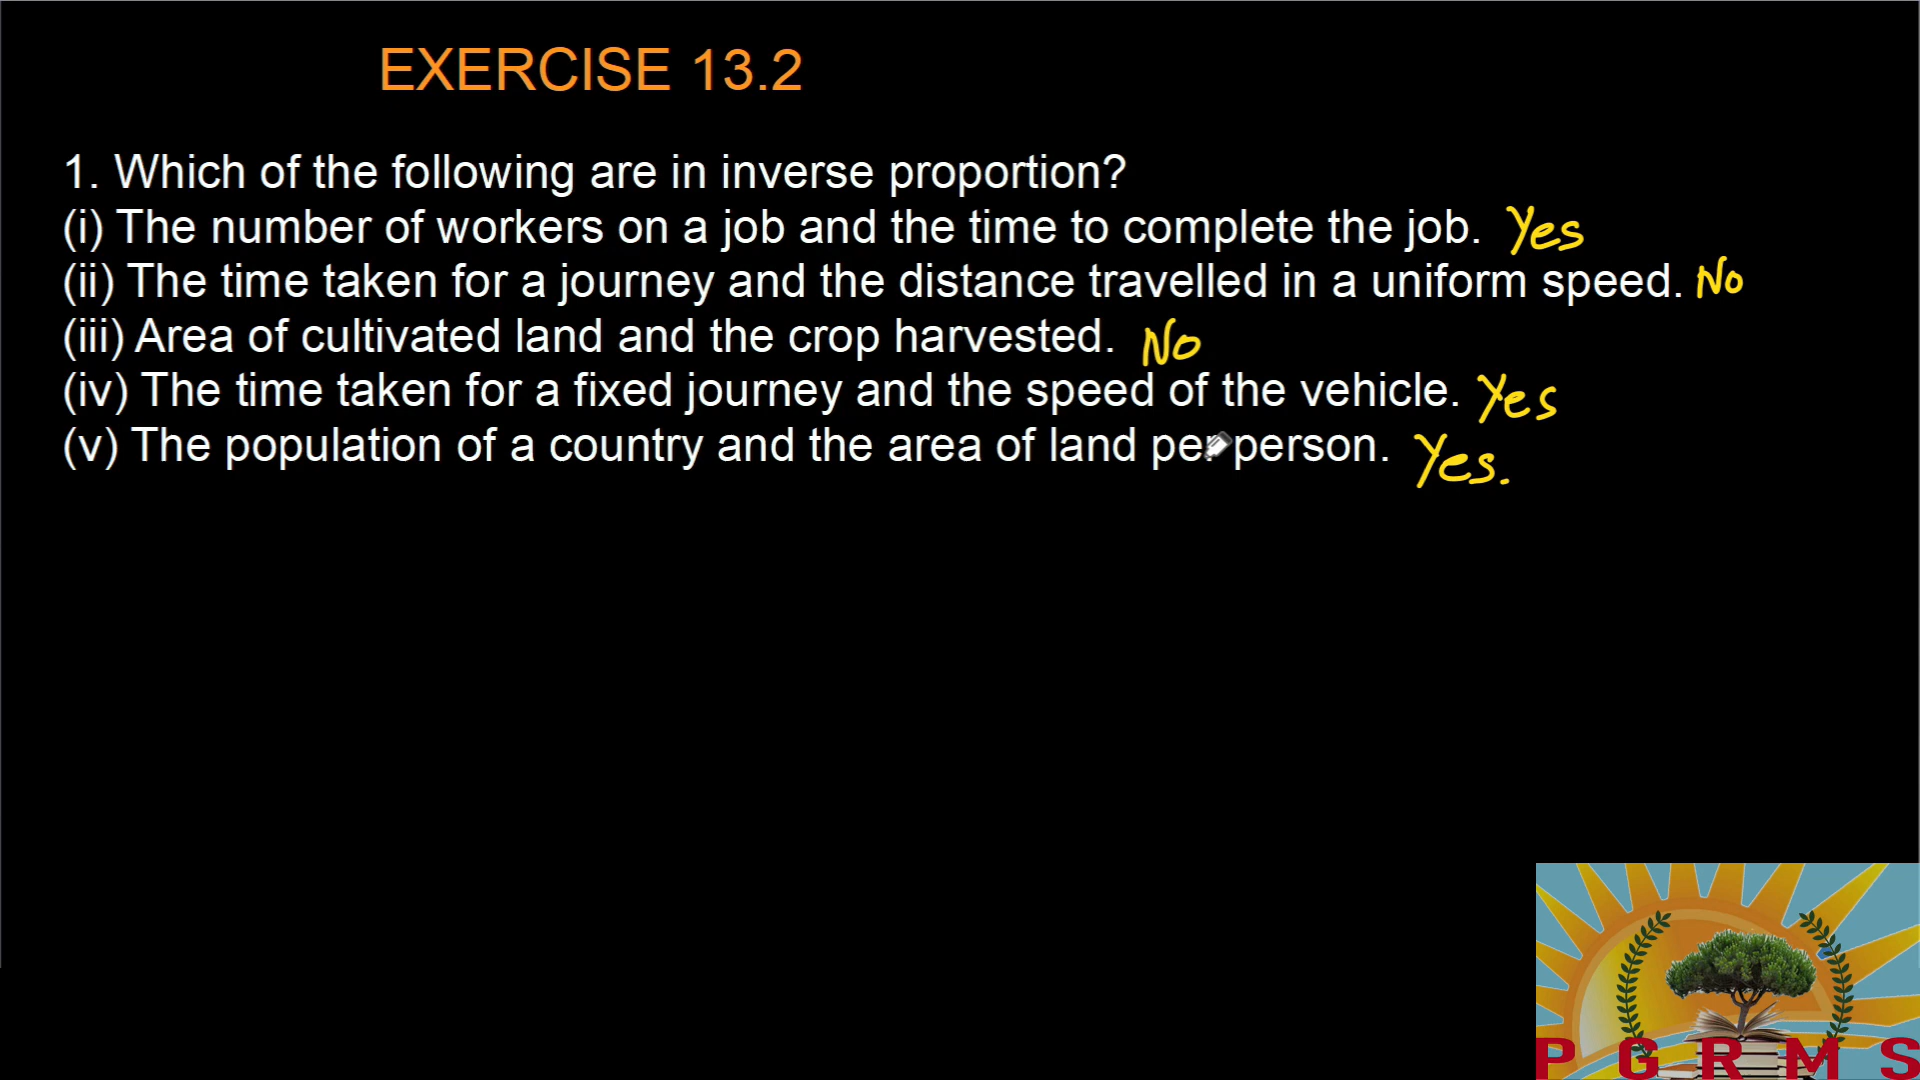 EXERCISE 13.2
1. Which of the following are in inverse proportion?
(i) The number of workers on a job and the time to complete the job. Yes
(ii) The time taken for a journey and the distance travelled in a uniform speed. No
(iii) Area of cultivated land and the crop harvested. No
(iv) The time taken for a fixed journey and the speed of the vehicle. Yes
(v) The population of a country and the area of land per person. Yes.
P G R M S